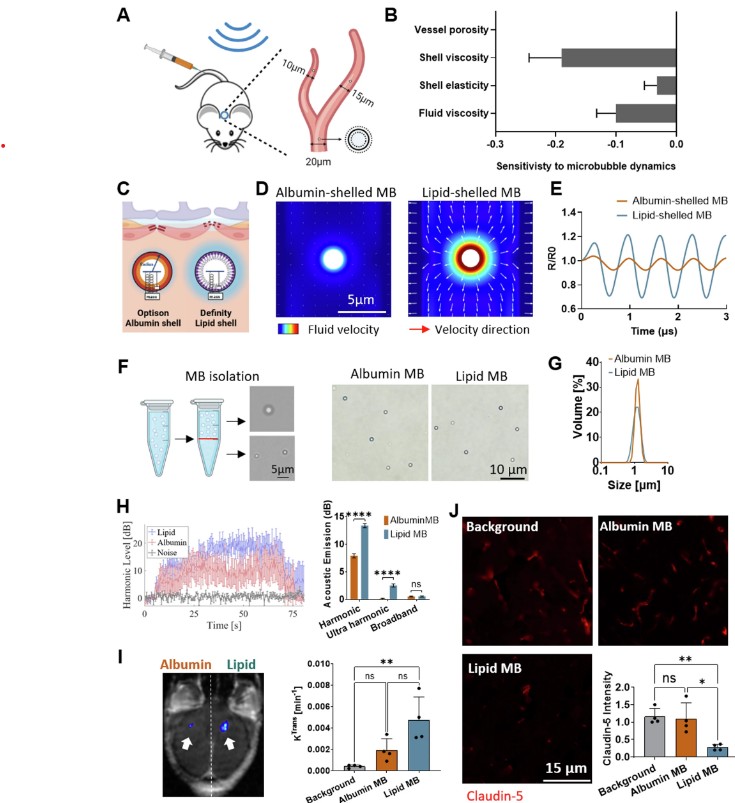 A
10μm
15μm
20μm
B
Vessel porosity
Shell viscosity
Shell elasticity
Fluid viscosity
-0.3
-0.2
-0.1
0.0
Sensitivisty to microbubble dynamics
C
Optison
Albumin shell
Definity
Lipid shell
D
Albumin-shelled MB
Lipid-shelled MB
5μm
Fluid velocity
Velocity direction
E
Albumin-shelled MB
Lipid-shelled MB
R/R0
1.4
1.2
1.0
0.8
0.6
0
1
2
3
Time (μs)
F
MB isolation
5μm
Albumin MB
Lipid MB
10 μm
G
Albumin MB
Lipid MB
Volume [%]
40
30
20
10
0
0.1
1
10
Size [μm]
H
Harmonic Level [dB]
30
20
10
0
Lipid
Albumin
Noise
0
25
50
75
Time [s]
Acoustic Emission (dB)
15
10
5
0
****
****
ns
AlbuminMB
Lipid MB
Harmonic
Ultra harmonic
Broadband
I
Albumin
Lipid
KTrans [min-1]
0.010
0.008
0.006
0.004
0.002
0.000
**
ns
ns
Background
Albumin MB
Lipid MB
J
Background
Albumin MB
Lipid MB
15 μm
Claudin-5
Claudin-5 Intensity
2.0
1.5
1.0
0.5
0.0
**
ns
*
Background
Albumin MB
Lipid MB